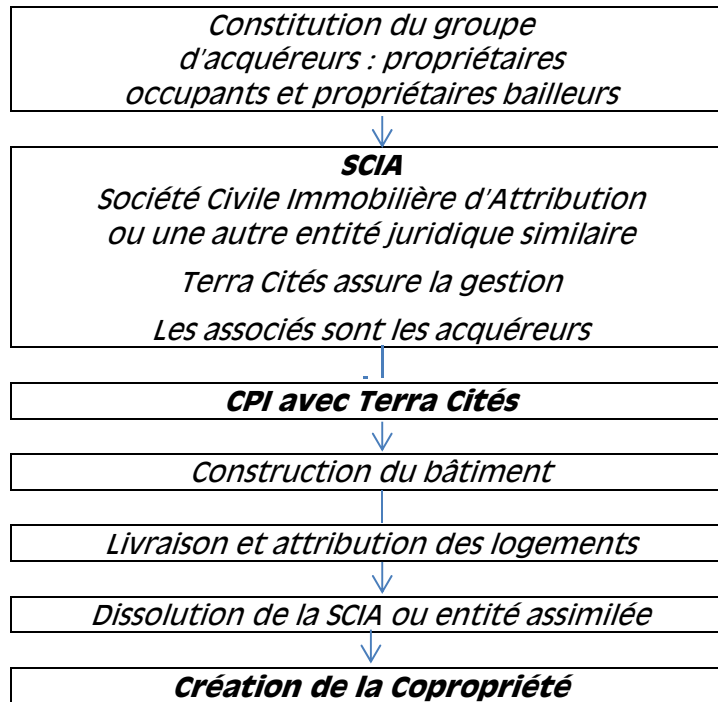 Constitution du groupe
d'acquéreurs : propriétaires
occupants et propriétaires bailleurs
SCIA
Société Civile Immobilière d'Attribution
ou une autre entité juridique similaire
Terra Cités assure la gestion
Les associés sont les acquéreurs
CPI avec Terra Cités
Construction du bâtiment
Livraison et attribution des logements
Dissolution de la SCIA ou entité assimilée
Création de la Copropriété